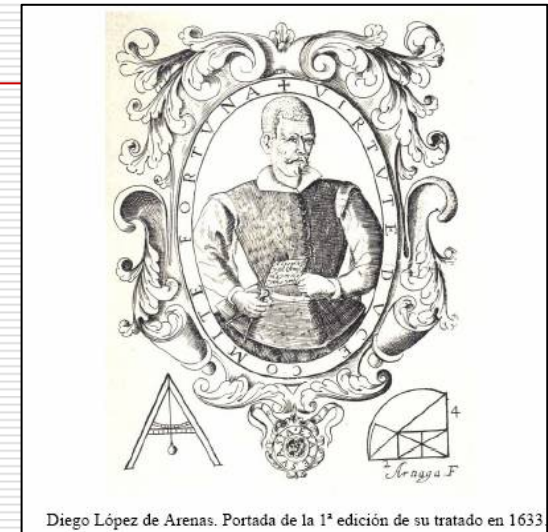 VIRTVTE DVCE COMITE FORTVNA
4
Diego López de Arenas. Portada de la 1ª edición de su tratado en 1633